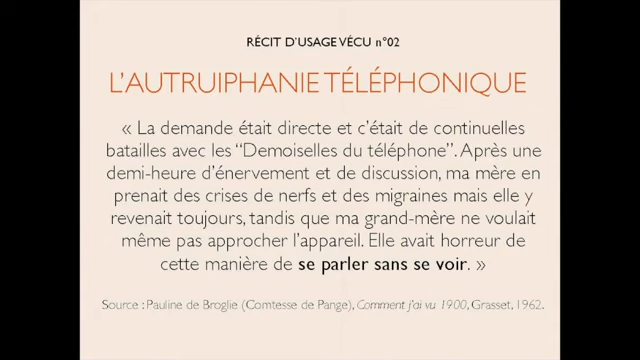 RÉCIT D'USAGE VÉCU n°02
L'AUTRUIPHANIE TÉLÉPHONIQUE
« La demande était directe et c'était de continuelles
batailles avec les “Demoiselles du téléphone”. Après une
demi-heure d'énervement et de discussion, ma mère en
prenait des crises de nerfs et des migraines mais elle y
revenait toujours, tandis que ma grand-mère ne voulait
même pas approcher l'appareil. Elle avait horreur de
cette manière de se parler sans se voir. »
Source : Pauline de Broglie (Comtesse de Pange), Comment j'ai vu 1900, Grasset, 1962.